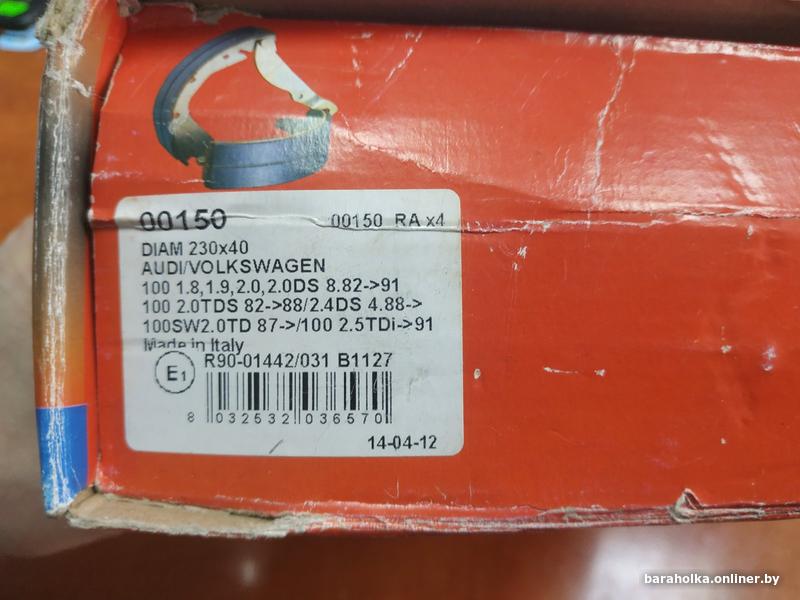 00150 00150 RA x4
DIAM 230x40
AUDI/VOLKSWAGEN
100 1.8,1.9,2.0,2.0DS 8.82->91
100 2.0TDS 82->88/2.4DS 4.88->
100SW2.0TD 87->/100 2.5TDi->91
Made in Italy
E1 R90-01442/031 B1127
8 032532 036570
14-04-12
baraholka.onliner.by